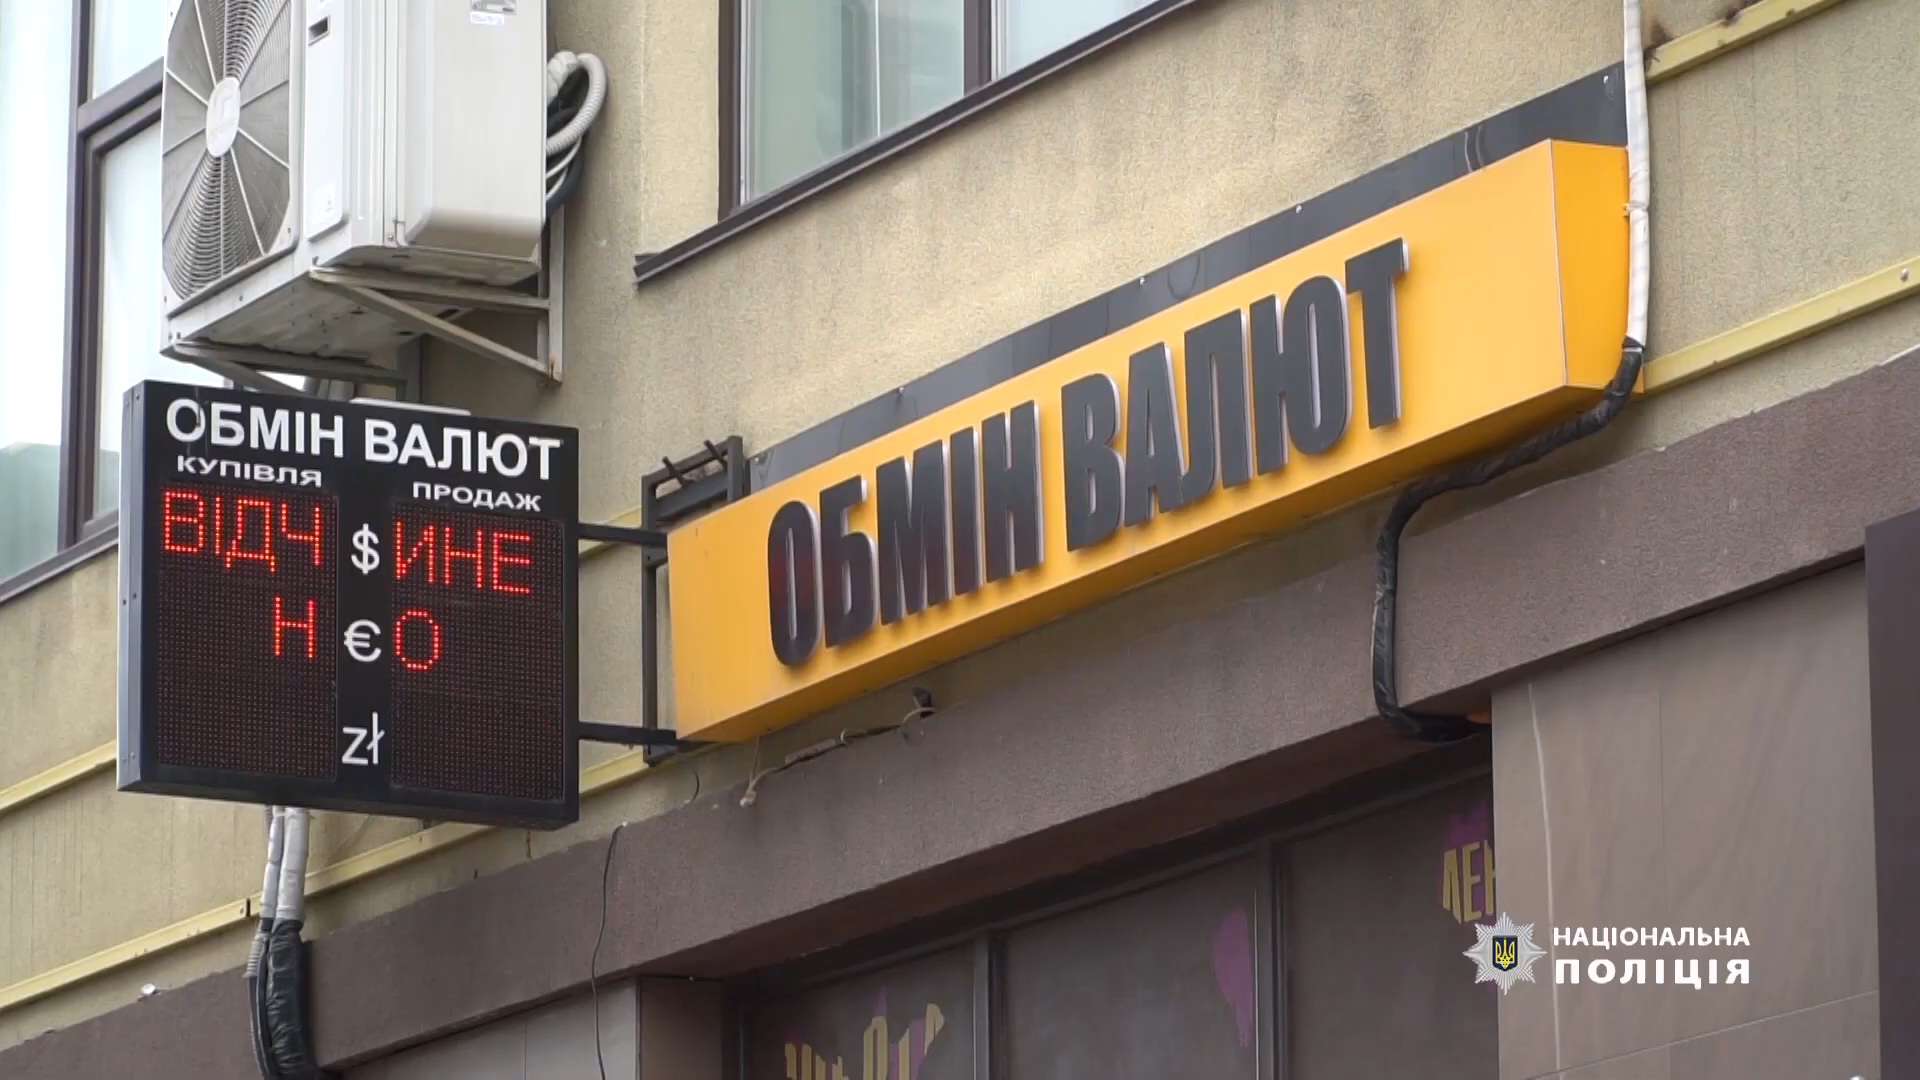 ОБМІН ВАЛЮТ
КУПІВЛЯ ПРОДАЖ
ВІДЧ $ ИНЕ
Н € О
zł
ОБМІН ВАЛЮТ
НАЦІОНАЛЬНА
ПОЛІЦІЯ